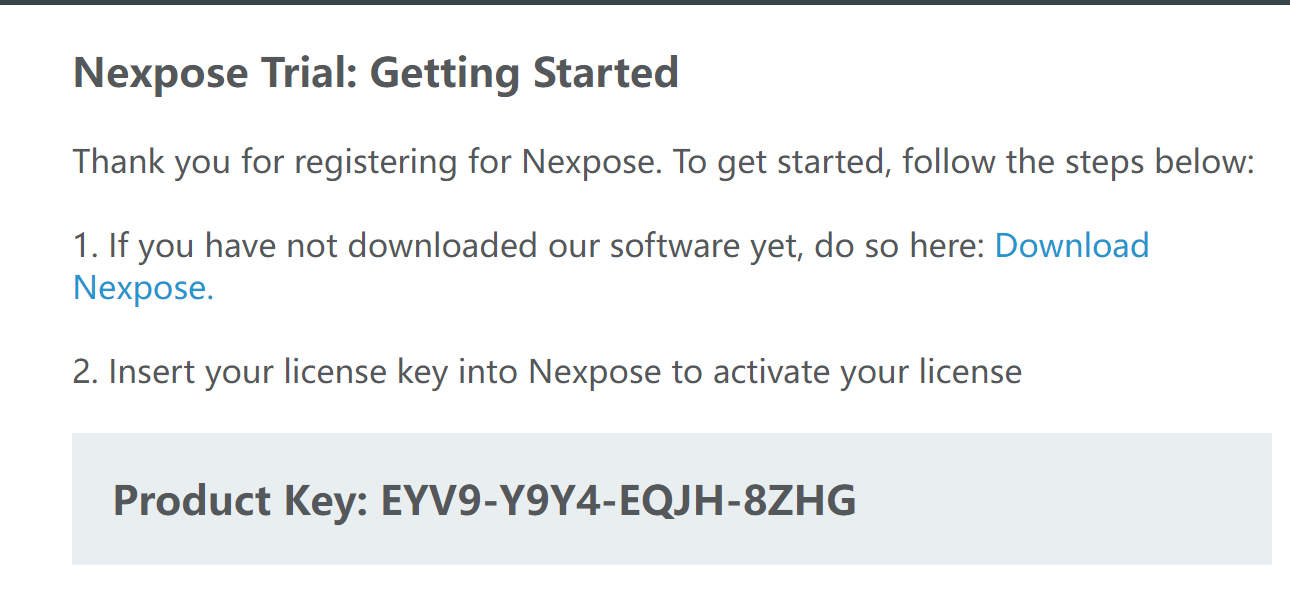 Nexpose Trial: Getting Started
Thank you for registering for Nexpose. To get started, follow the steps below:
1. If you have not downloaded our software yet, do so here: Download
Nexpose.
2. Insert your license key into Nexpose to activate your license
Product Key: EYV9-Y9Y4-EQJH-8ZHG